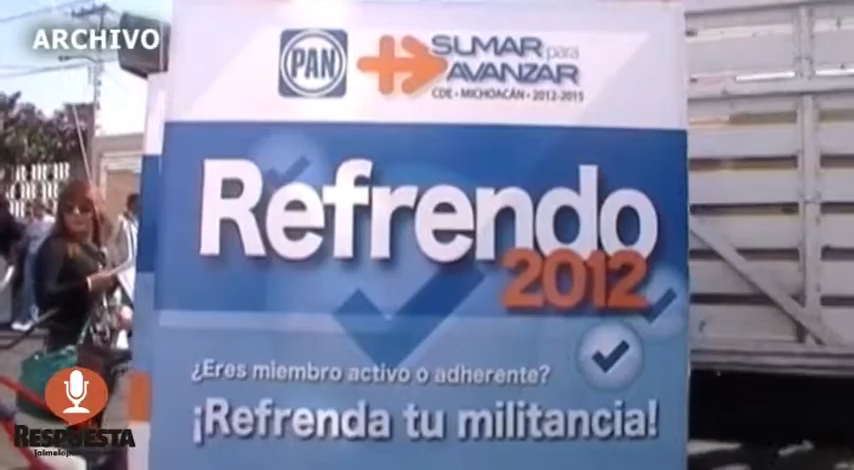 ARCHIVO
PAN
SUMAR para
AVANZAR
CDE • MICHOACÁN • 2012-2015
Refrendo
2012
¿Eres miembro activo o adherente?
¡Refrenda tu militancia!
RESPUESTA